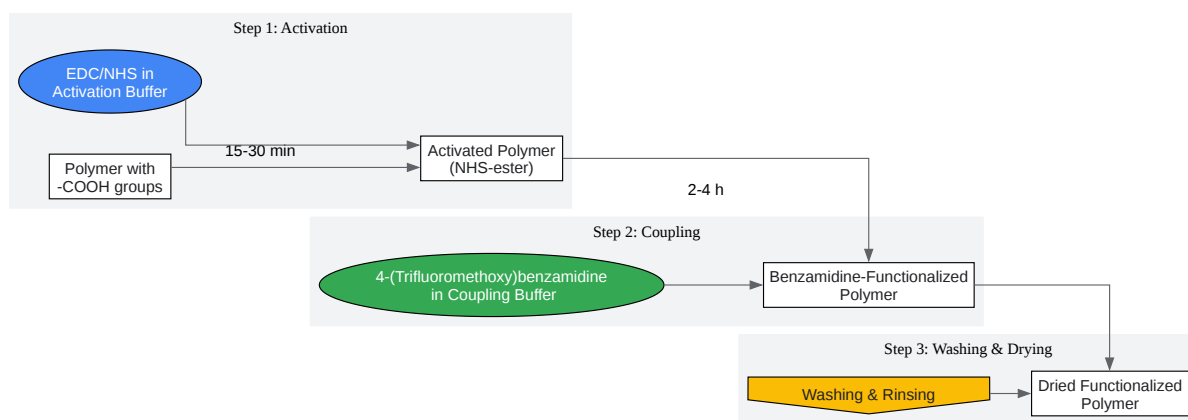 Step 1: Activation
EDC/NHS in
Activation Buffer
15-30 min
Polymer with
-COOH groups
Activated Polymer
(NHS-ester)
2-4 h
Step 2: Coupling
4-(Trifluoromethoxy)benzamidine
in Coupling Buffer
Benzamidine-Functionalized
Polymer
Step 3: Washing & Drying
Washing & Rinsing
Dried Functionalized
Polymer